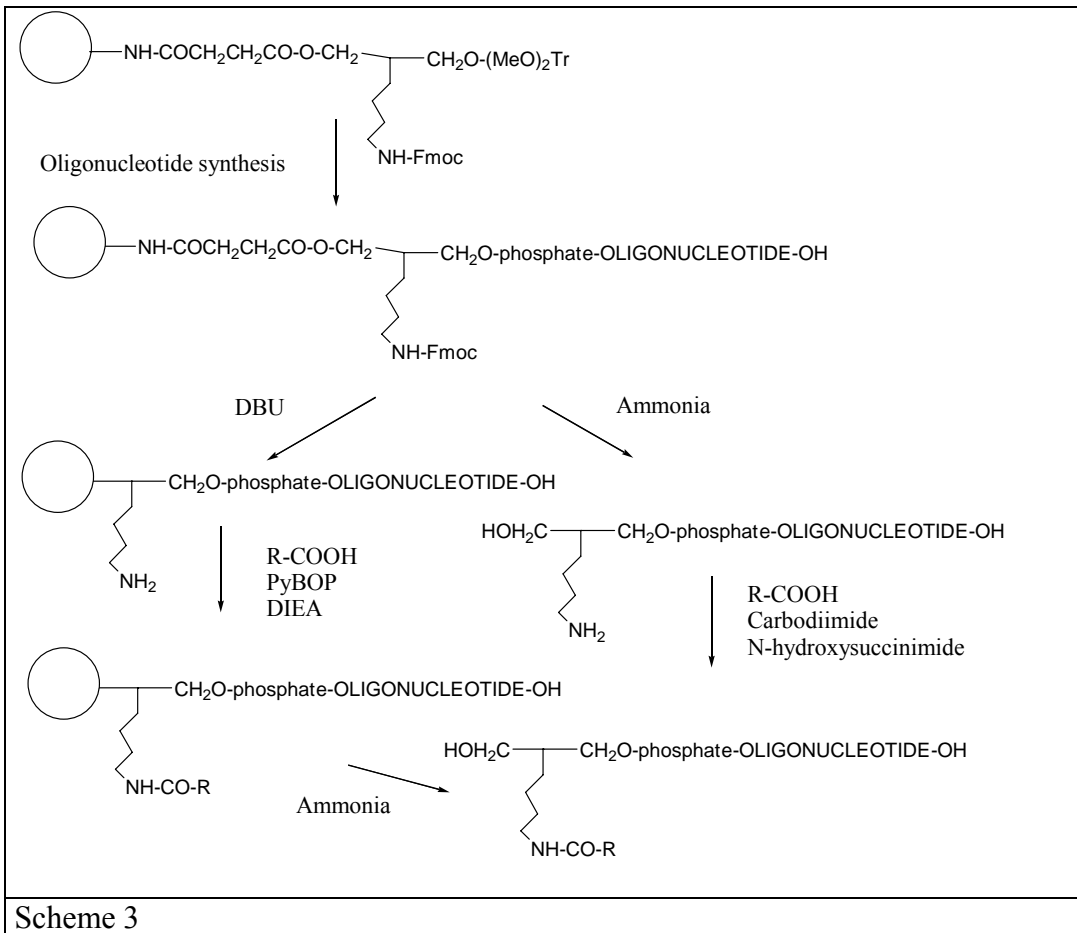 NH-COCH2CH2CO-O-CH2
CH2O-(MeO)2Tr
NH-Fmoc
Oligonucleotide synthesis
NH-COCH2CH2CO-O-CH2
CH2O-phosphate-OLIGONUCLEOTIDE-OH
NH-Fmoc
DBU
Ammonia
CH2O-phosphate-OLIGONUCLEOTIDE-OH
NH2
HOH2C
CH2O-phosphate-OLIGONUCLEOTIDE-OH
NH2
R-COOH
PyBOP
DIEA
R-COOH
Carbodiimide
N-hydroxysuccinimide
CH2O-phosphate-OLIGONUCLEOTIDE-OH
NH-CO-R
Ammonia
HOH2C
CH2O-phosphate-OLIGONUCLEOTIDE-OH
NH-CO-R
Scheme 3